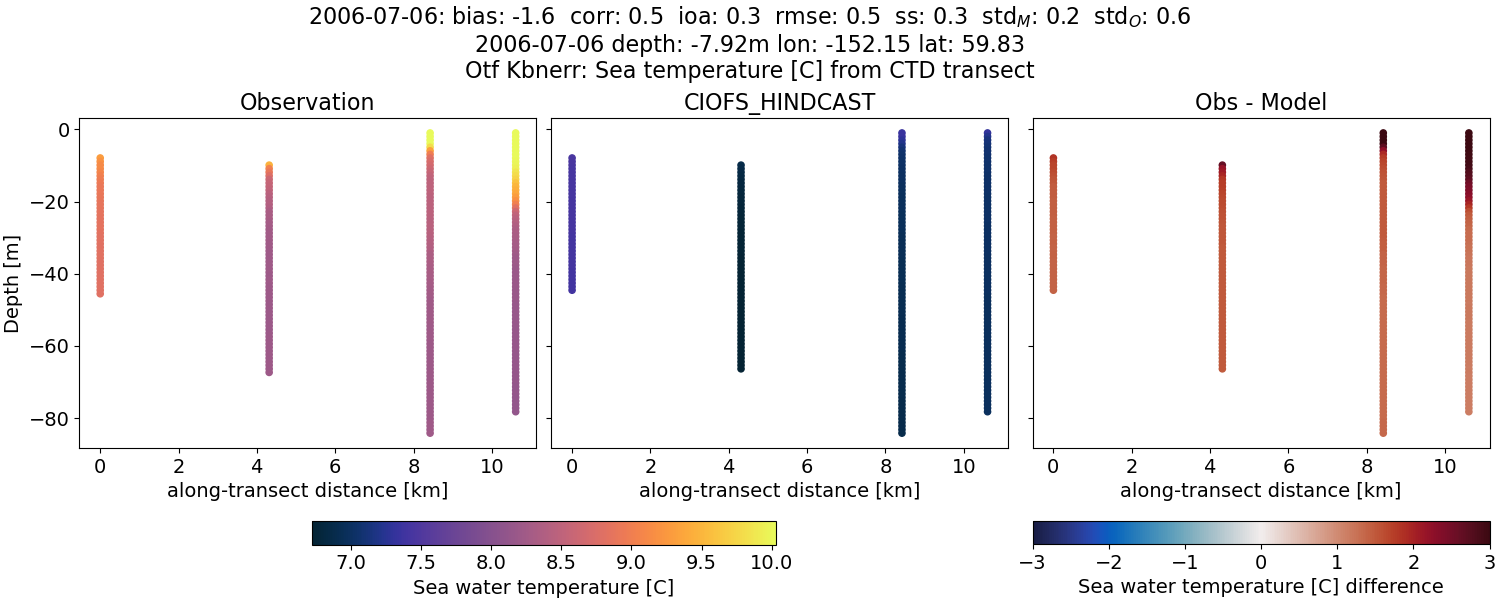 2006-07-06: bias: -1.6 corr: 0.5 ioa: 0.3 rmse: 0.5 ss: 0.3 std_M: 0.2 std_O: 0.6
2006-07-06 depth: -7.92m lon: -152.15 lat: 59.83
Otf Kbnerr: Sea temperature [C] from CTD transect
Observation
CIOFS_HINDCAST
Obs - Model
Depth [m]
0
−20
−40
−60
−80
0 2 4 6 8 10
0 2 4 6 8 10
0 2 4 6 8 10
along-transect distance [km]
along-transect distance [km]
along-transect distance [km]
7.0 7.5 8.0 8.5 9.0 9.5 10.0
Sea water temperature [C]
−3 −2 −1 0 1 2 3
Sea water temperature [C] difference